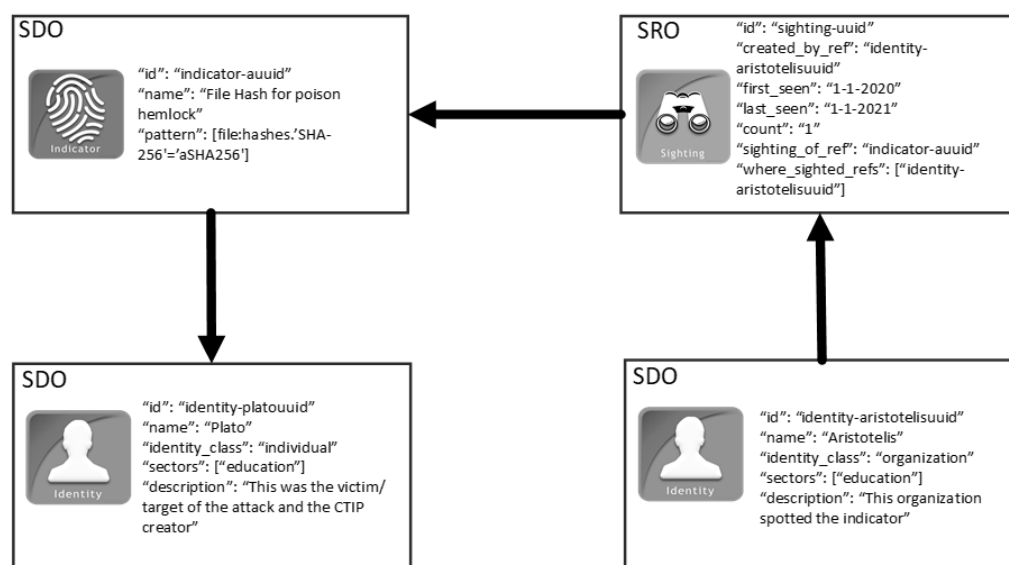 SDO
Indicator
“id”: “indicator-auuid”
“name”: “File Hash for poison
hemlock”
“pattern”: [file:hashes.’SHA-
256'=’aSHA256']
SRO
Sighting
“id”: “sighting-uuid”
“created_by_ref”: “identity-
aristotelisuuid”
“first_seen”: “1-1-2020”
“last_seen”: “1-1-2021”
“count”: “1”
“sighting_of_ref”: “indicator-auuid”
“where_sighted_refs”: [“identity-
aristotelisuuid”]
SDO
Identity
“id”: “identity-platouuid”
“name”: “Plato”
“identity_class”: “individual”
“sectors”: [“education”]
“description”: “This was the victim/
target of the attack and the CTIP
creator”
SDO
Identity
“id”: “identity-aristotelisuuid”
“name”: “Aristotelis”
“identity_class”: “organization”
“sectors”: [“education”]
“description”: “This organization
spotted the indicator”